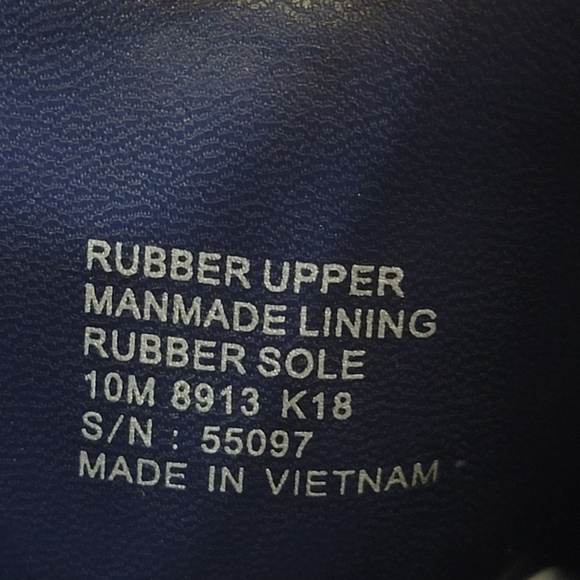 RUBBER UPPER
MANMADE LINING
RUBBER SOLE
10M 8913 K18
S/N : 55097
MADE IN VIETNAM